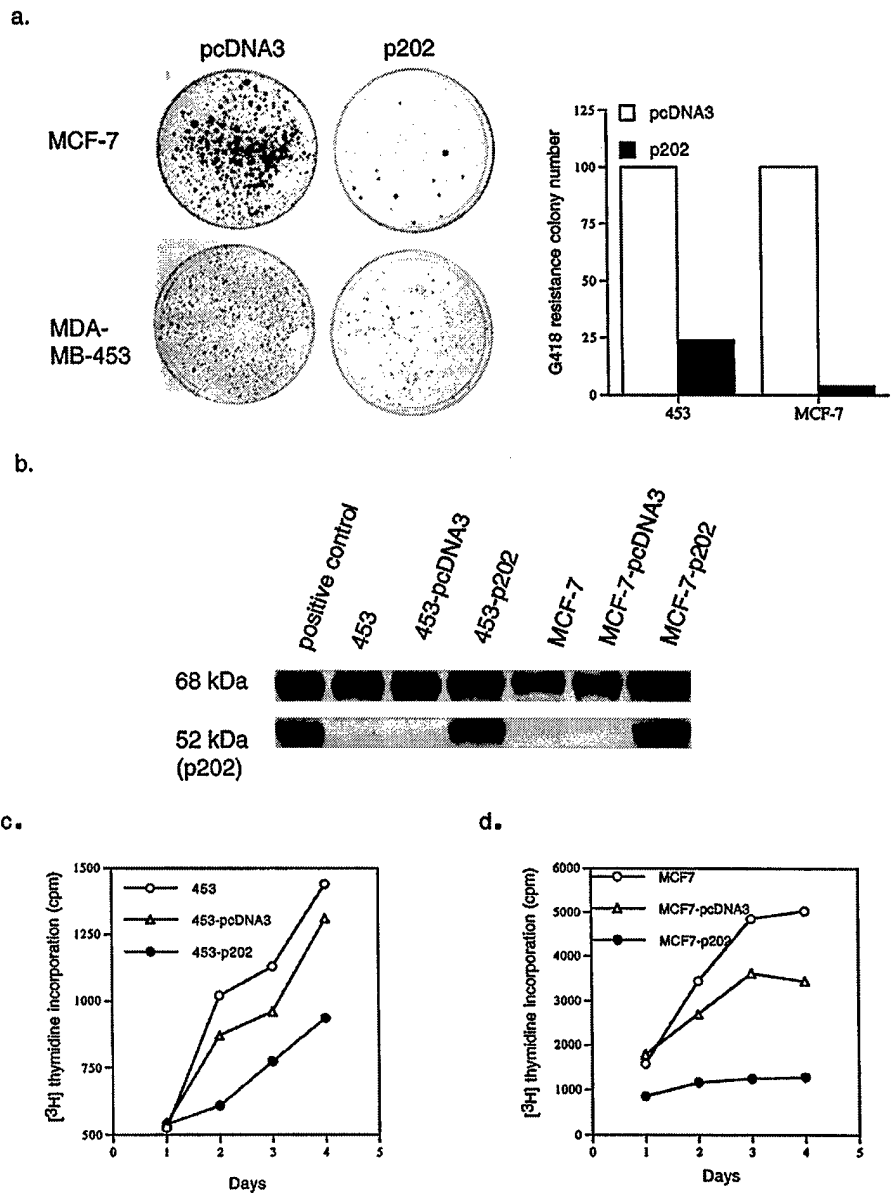 a.
pcDNA3
p202
MCF-7
MDA-
MB-453
G418 resistance colony number
125
100
75
50
25
0
pcDNA3
p202
453
MCF-7
b.
positive control
453
453-pcDNA3
453-p202
MCF-7
MCF-7-pcDNA3
MCF-7-p202
68 kDa
52 kDa
(p202)
c.
[³H] thymidine incorporation (cpm)
1500
1250
1000
750
500
453
453-pcDNA3
453-p202
0
1
2
3
4
5
Days
d.
[³H] thymidine incorporation (cpm)
6000
5000
4000
3000
2000
1000
0
MCF7
MCF7-pcDNA3
MCF7-p202
0
1
2
3
4
5
Days